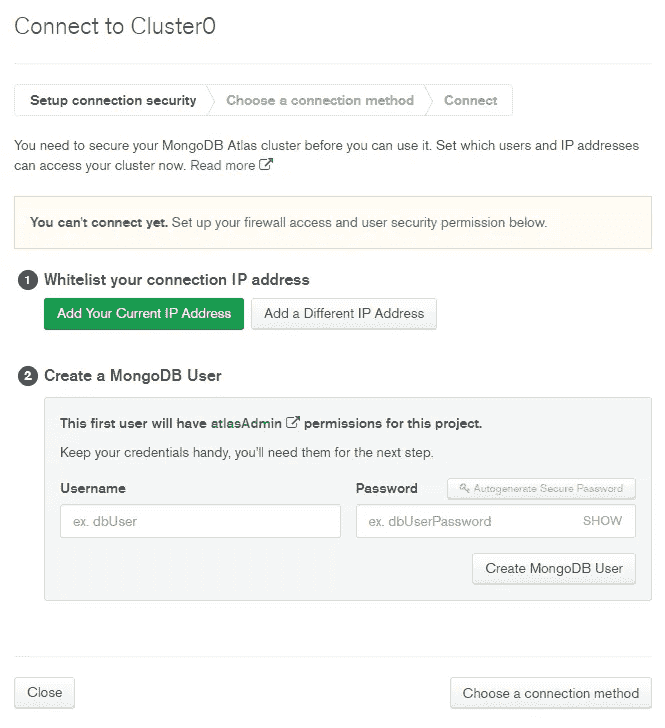 Connect to Cluster0
Setup connection security Choose a connection method Connect
You need to secure your MongoDB Atlas cluster before you can use it. Set which users and IP addresses
can access your cluster now. Read more
You can't connect yet. Set up your firewall access and user security permission below.
1 Whitelist your connection IP address
Add Your Current IP Address Add a Different IP Address
2 Create a MongoDB User
This first user will have atlasAdmin permissions for this project.
Keep your credentials handy, you'll need them for the next step.
Username Password Autogenerate Secure Password
ex. dbUser ex. dbUserPassword SHOW
Create MongoDB User
Close Choose a connection method